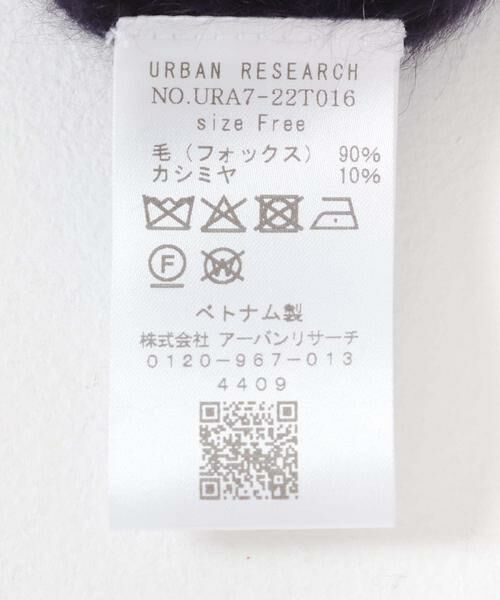 URBAN RESEARCH
NO.URA7-22T016
size Free
毛（フォックス） 90%
カシミヤ 10%
F W
ベトナム製
株式会社 アーバンリサーチ
0120-967-013
4409